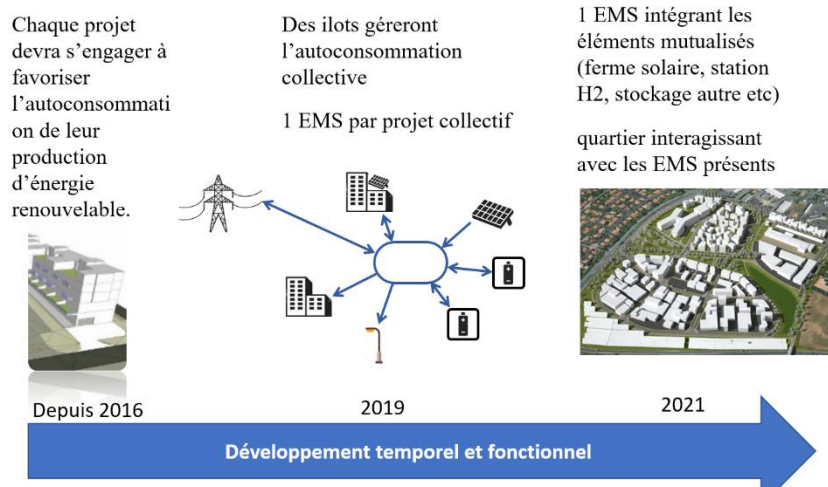 Chaque projet
devra s'engager à
favoriser
l'autoconsommati
on de leur
production
d'énergie
renouvelable.
Des ilots géreront
l'autoconsommation
collective
1 EMS par projet collectif
1 EMS intégrant les
éléments mutualisés
(ferme solaire, station
H2, stockage autre etc)
quartier interagissant
avec les EMS présents
Depuis 2016
2019
2021
Développement temporel et fonctionnel